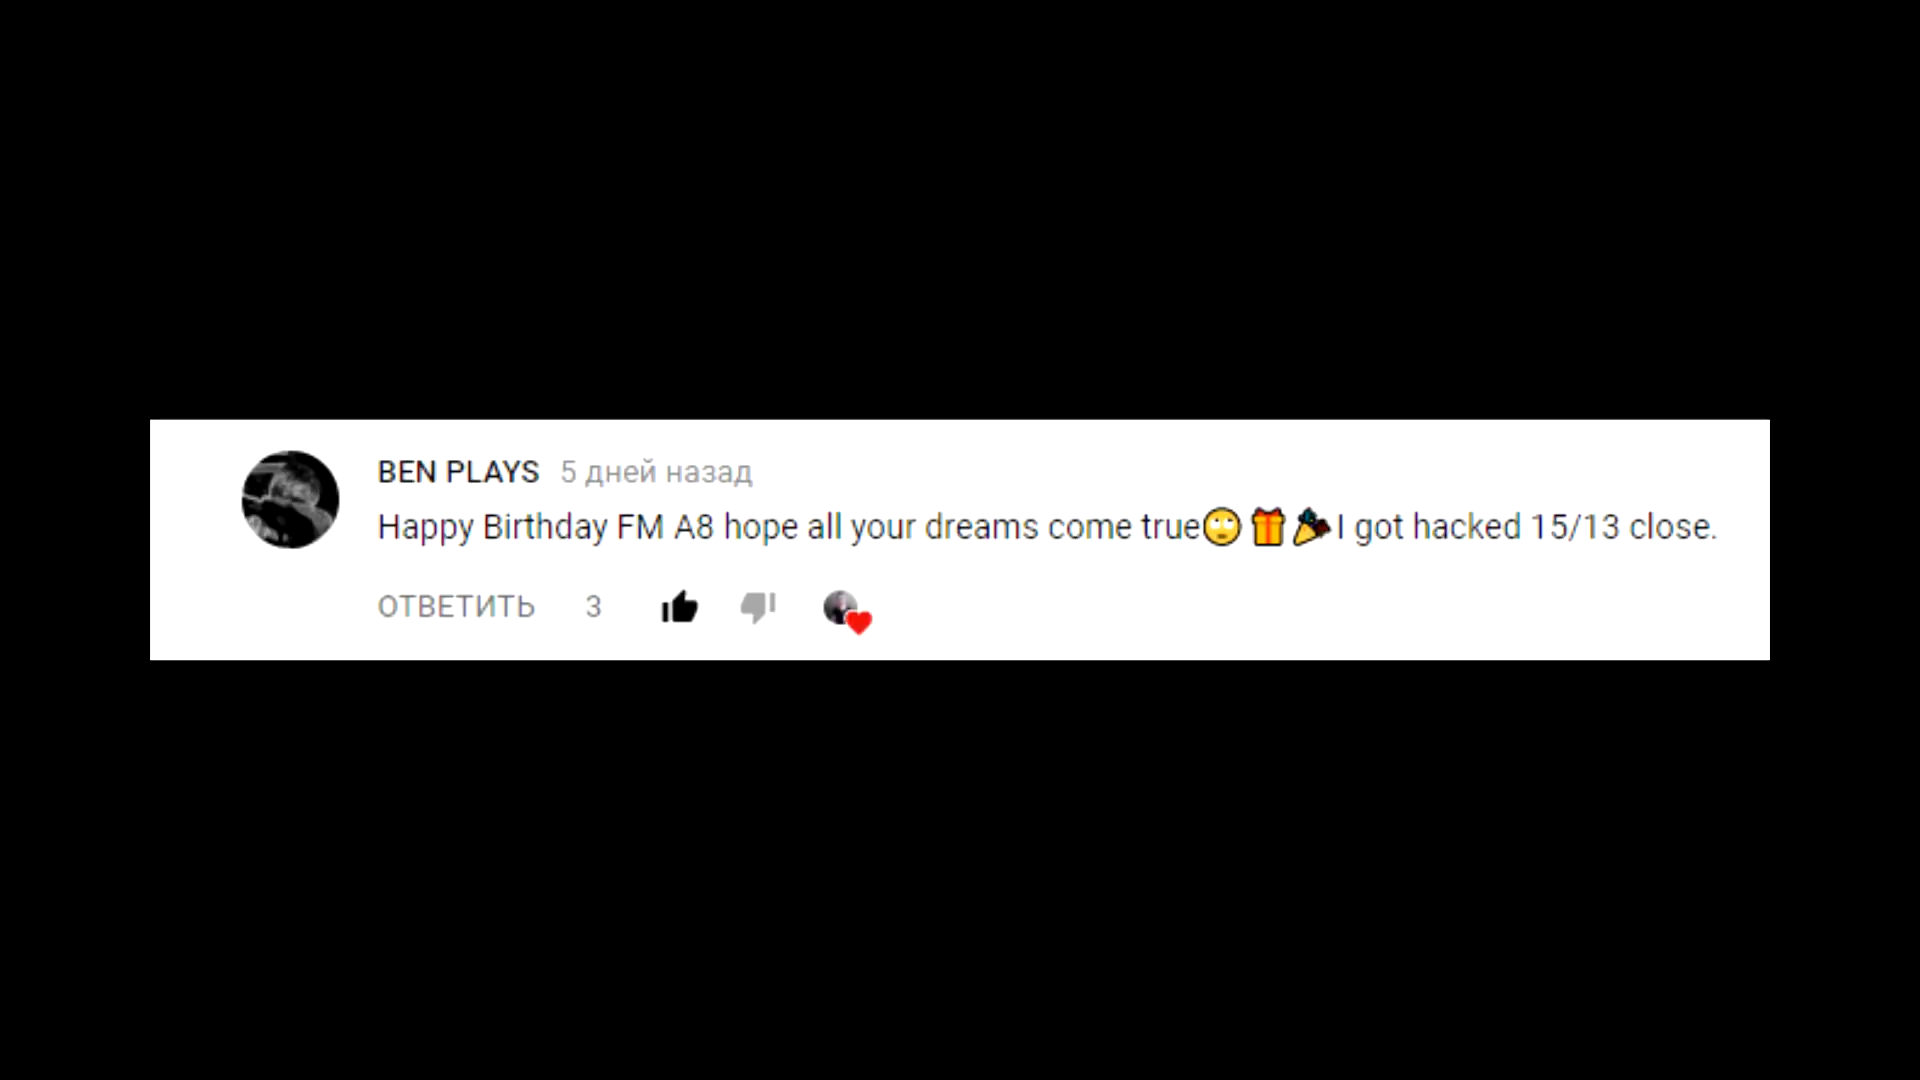 BEN PLAYS 5 дней назад
Happy Birthday FM A8 hope all your dreams come true🙄🎁🎉I got hacked 15/13 close.
ОТВЕТИТЬ 3